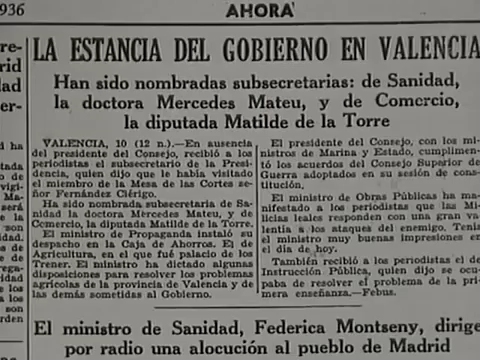 936
AHORA
LA ESTANCIA DEL GOBIERNO EN VALENCIA
Han sido nombradas subsecretarias: de Sanidad,
la doctora Mercedes Mateu, y de Comercio,
la diputada Matilde de la Torre
VALENCIA, 10 (12 n.).—En ausencia
del presidente del Consejo, recibió a los
periodistas el subsecretario de la Presi-
dencia, quien dijo que le había visitado
el miembro de la Mesa de las Cortes se-
ñor Fernández Clérigo.
Ha sido nombrada subsecretaria de Sa-
nidad la doctora Mercedes Mateu, y de
Comercio, la diputada Matilde de la Torre.
El ministro de Propaganda instaló su
despacho en la Caja de Ahorros. El de
Agricultura, en el que fué palacio de los
Trener. El ministro ha dictado algunas
disposiciones para resolver los problemas
agrícolas de la provincia de Valencia y de
las demás sometidas al Gobierno.
El presidente del Consejo, con los mi-
nistros de Marina y Estado, cumplimen-
tó los acuerdos del Consejo Superior de
Guerra adoptados en su sesión de cons-
titución.
El ministro de Obras Públicas ha ma-
nifestado a los periodistas que las Mi-
licias leales responden con una gran va-
lentía a los ataques del enemigo. Tenía
el ministro muy buenas impresiones en
el día de hoy.
También recibió a los periodistas el de
Instrucción Pública, quien dijo se ocu-
paba de resolver el problema de la pri-
mera enseñanza.—Febus.
El ministro de Sanidad, Federica Montseny, dirige
por radio una alocución al pueblo de Madrid